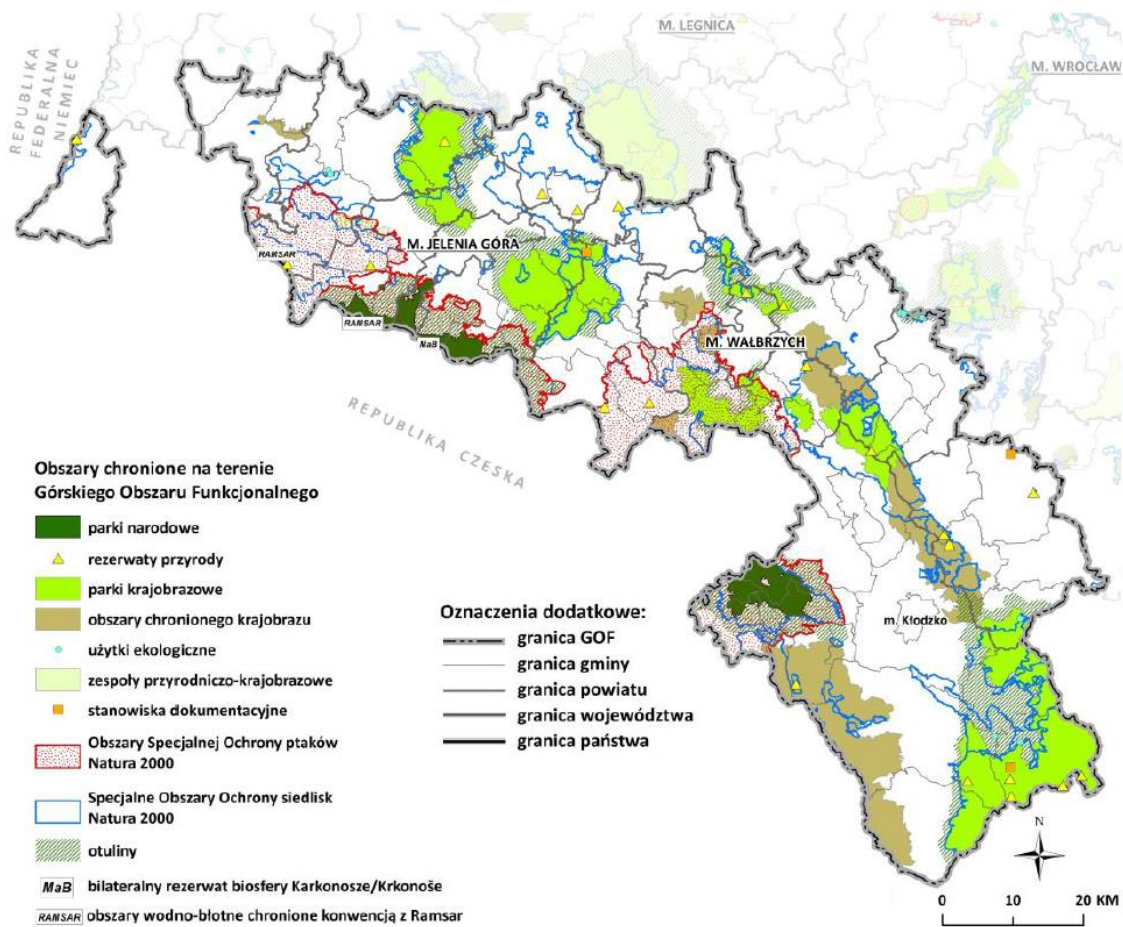 M. LEGNICA
M. WROCŁAW
REPUBLIKA
FEDERALNA
NIEMIEC
M. JELENIA GÓRA
RAMSAR
RAMSAR
MaB
M. WAŁBRZYCH
REPUBLIKA CZESKA
m. Kłodzko
Obszary chronione na terenie
Górskiego Obszaru Funkcjonalnego
parki narodowe
rezerwaty przyrody
parki krajobrazowe
obszary chronionego krajobrazu
użytki ekologiczne
zespoły przyrodniczo-krajobrazowe
stanowiska dokumentacyjne
Obszary Specjalnej Ochrony ptaków
Natura 2000
Specjalne Obszary Ochrony siedlisk
Natura 2000
otuliny
MaB bilateralny rezerwat biosfery Karkonosze/Krkonoše
RAMSAR obszary wodno-błotne chronione konwencją z Ramsar
Oznaczenia dodatkowe:
granica GOF
granica gminy
granica powiatu
granica województwa
granica państwa
N
0 10 20 KM